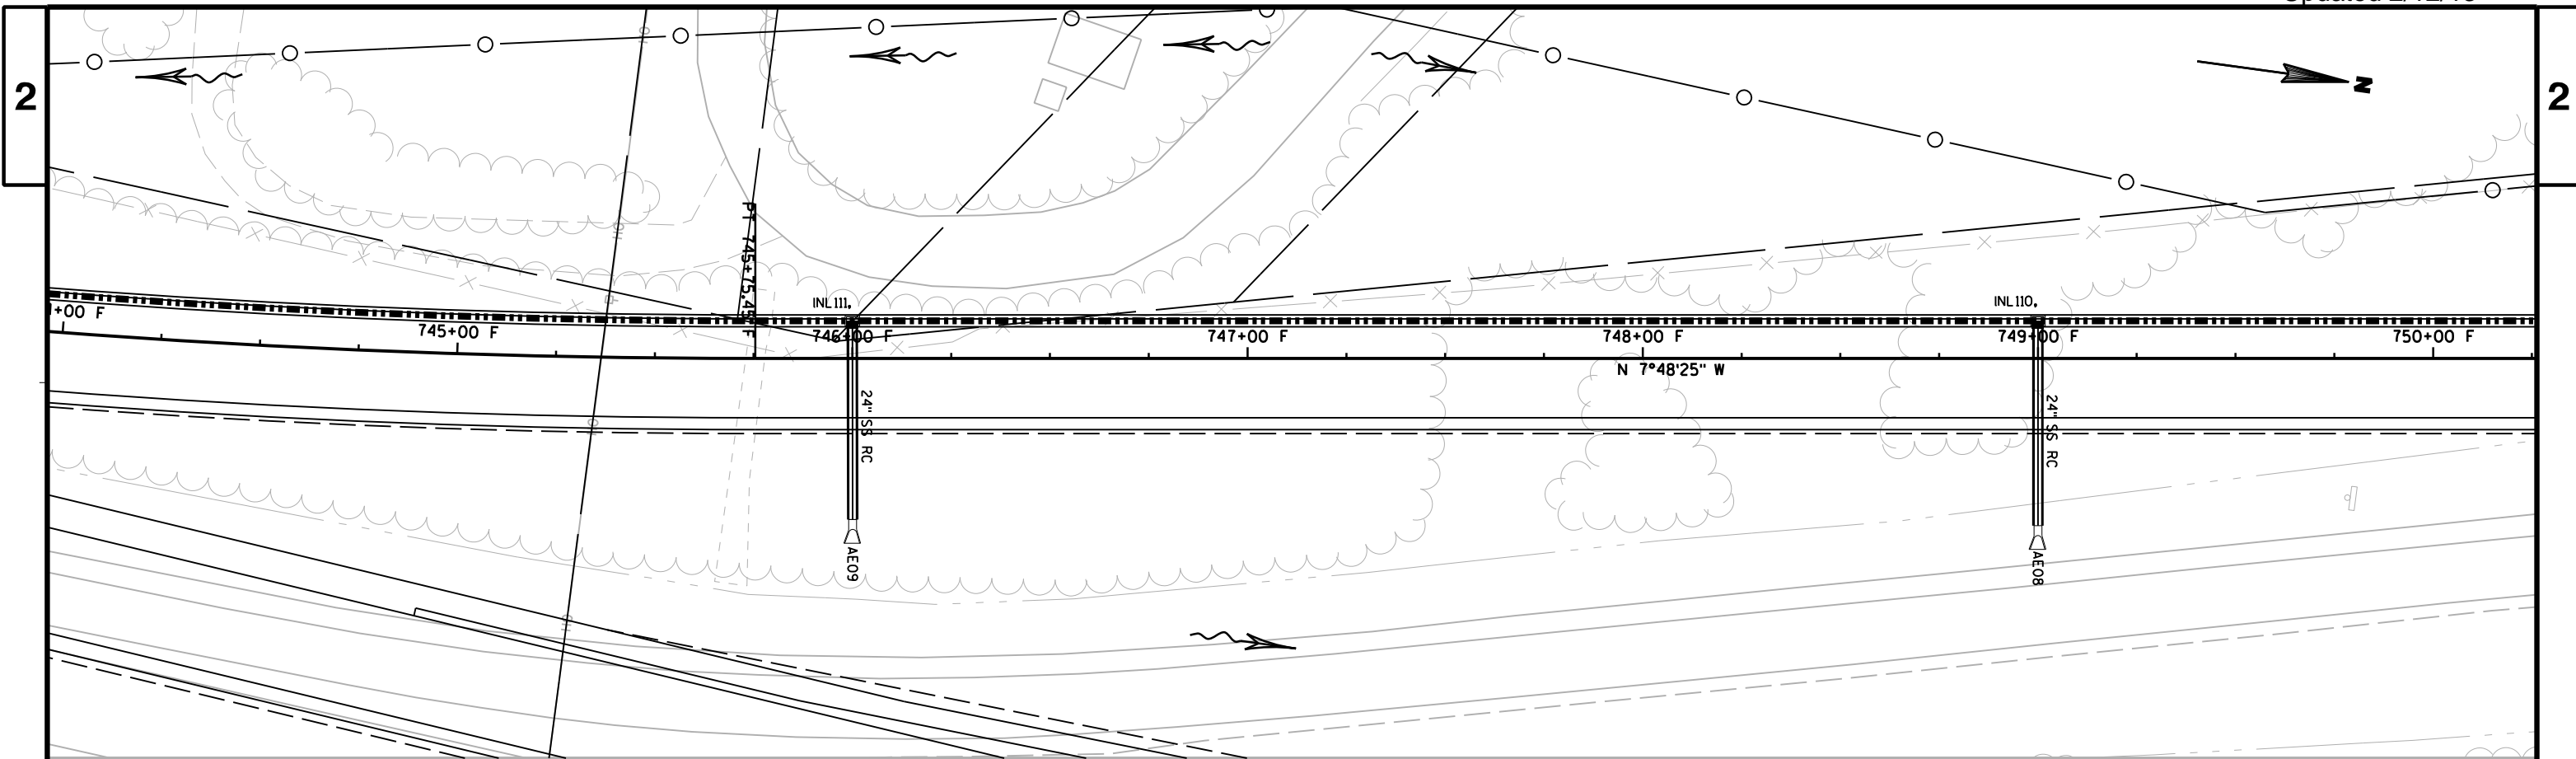 2
2
N
PT 745+75.45 F
INL111.
INL110.
+00 F
745+00 F
746+00 F
747+00 F
748+00 F
749+00 F
750+00 F
N 7°48'25" W
24" SS RC
24" SS RC
AE09
AE08